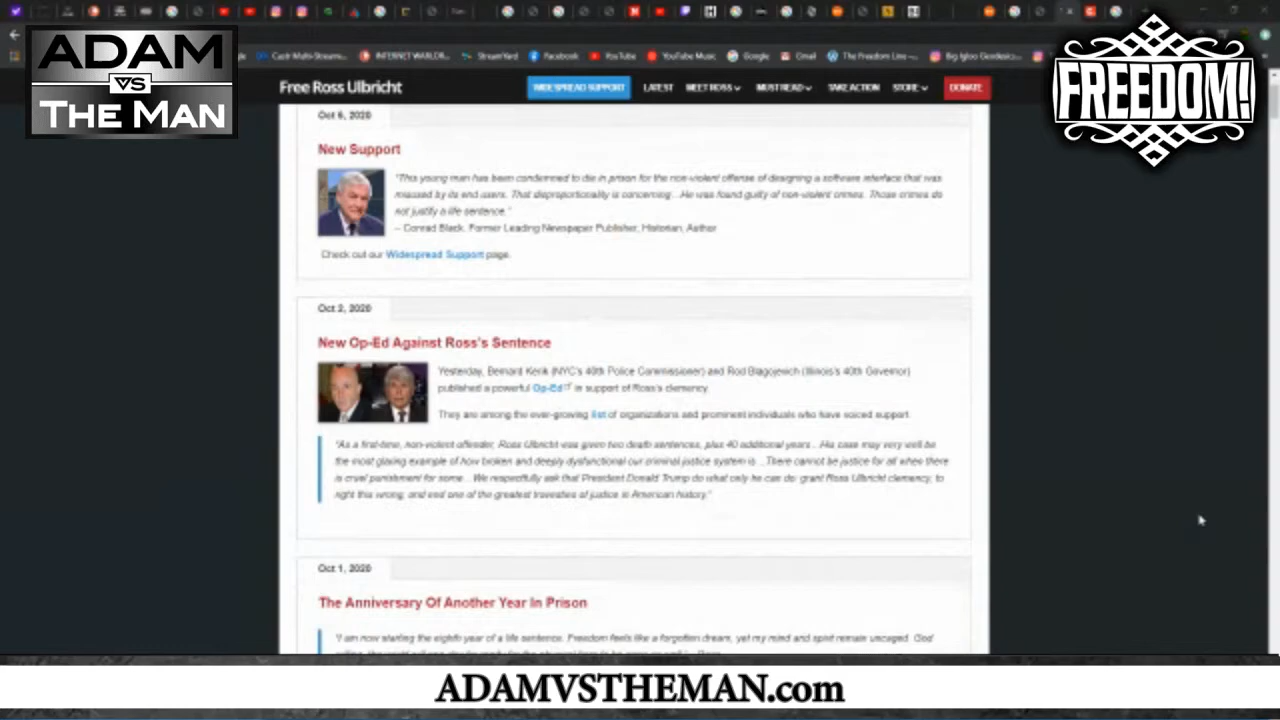 ADAM
VS
THE MAN
FREEDOM!
StreamYard
Facebook
YouTube
YouTube Music
Google
Gmail
Free Ross Ulbricht
WIDESPREAD SUPPORT
LATEST
MEET ROSS
MUST READ
TAKE ACTION
STORE
DONATE
Oct 6, 2020
New Support
"This young man has been condemned to die in prison for the non-violent offense of designing a software interface that was
misused by its end users. That disproportionality is concerning...He was found guilty of non-violent crimes. Those crimes do
not justify a life sentence."
– Conrad Black, Former Leading Newspaper Publisher, Historian, Author
Check out our Widespread Support page.
Oct 2, 2020
New Op-Ed Against Ross's Sentence
Yesterday, Bernard Kerik (NYC's 40th Police Commissioner) and Rod Blagojevich (Illinois's 40th Governor)
published a powerful Op-Ed in support of Ross's clemency.
They are among the ever-growing list of organizations and prominent individuals who have voiced support.
"As a first-time, non-violent offender, Ross Ulbricht was given two death sentences, plus 40 additional years...His case may very well be
the most glaring example of how broken and deeply dysfunctional our criminal justice system is...There cannot be justice for all when there
is cruel punishment for some...We respectfully ask that President Donald Trump do what only he can do: grant Ross Ulbricht clemency, to
right this wrong, and end one of the greatest travesties of justice in American history."
Oct 1, 2020
The Anniversary Of Another Year In Prison
"I am now starting the eighth year of a life sentence. Freedom feels like a forgotten dream, yet my mind and spirit remain uncaged. God
ADAMVSTHEMAN.com